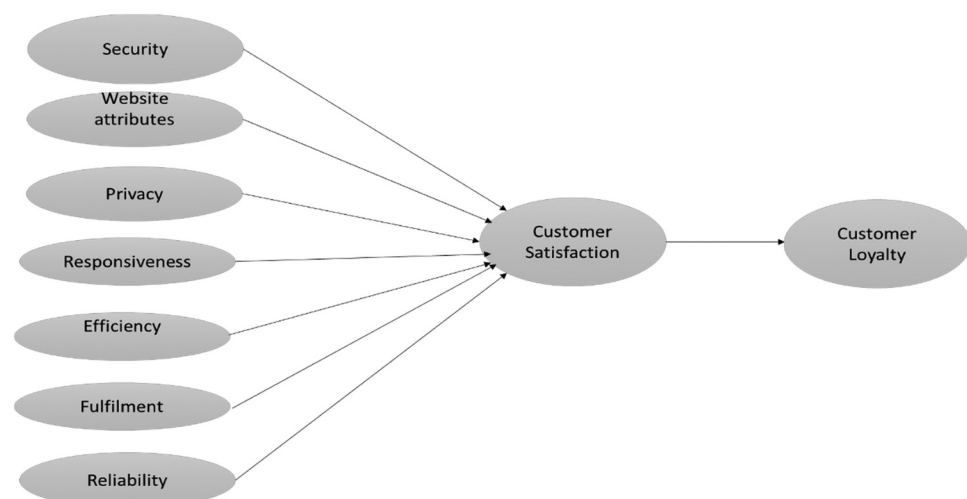 Security
Website
attributes
Privacy
Responsiveness
Efficiency
Fulfilment
Reliability
Customer
Satisfaction
Customer
Loyalty